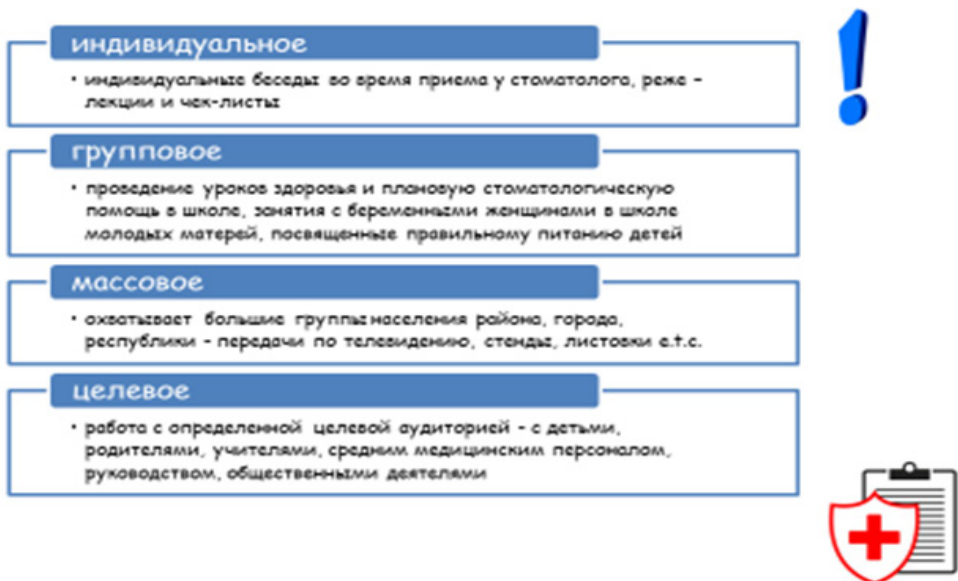 индивидуальное
• индивидуальные беседы во время приема у стоматолога, реже –
лекции и чек-листы
групповое
• проведение уроков здоровья и плановую стоматологическую
помощь в школе, занятия с беременными женщинами в школе
молодых матерей, посвященные правильному питанию детей
массовое
• охватывает большие группы населения района, города,
республики - передачи по телевидению, стенды, листовки e.t.c.
целевое
• работа с определенной целевой аудиторией - с детьми,
родителями, учителями, средним медицинским персоналом,
руководством, общественными деятелями